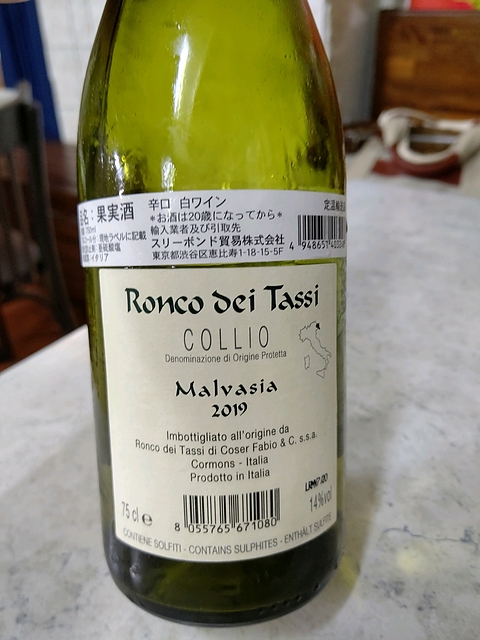 品名：果実酒
辛口 白ワイン
*お酒は20歳になってから*
輸入業者及び引取先
スリーボンド貿易株式会社
東京都渋谷区恵比寿1-18-15-5F
Ronco dei Tassi
COLLIO
Denominazione di Origine Protetta
Malvasia
2019
Imbottigliato all'origine da
Ronco dei Tassi di Coser Fabio & C. s.s.a.
Cormons - Italia
Prodotto in Italia
75 cl e
14%vol
8 055765 671080
CONTIENE SOLFITI - CONTAINS SULPHITES - ENTHÄLT SULFITE